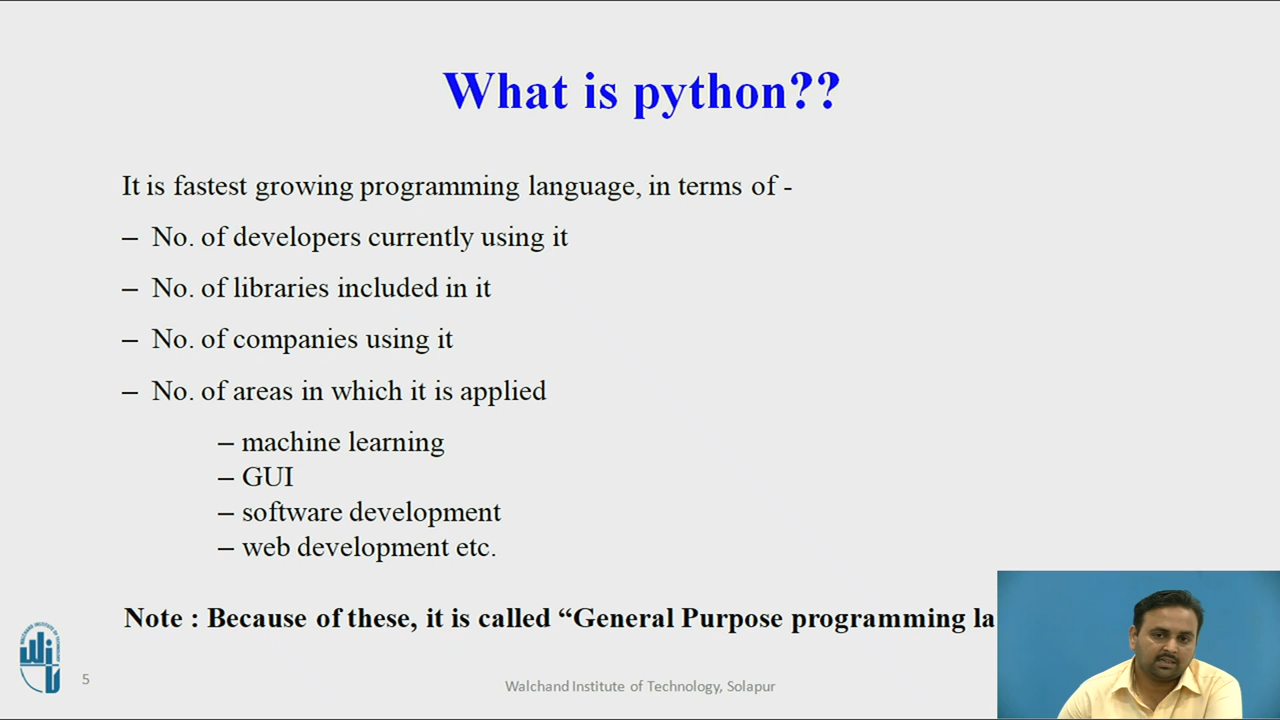 What is python??
It is fastest growing programming language, in terms of -
– No. of developers currently using it
– No. of libraries included in it
– No. of companies using it
– No. of areas in which it is applied
– machine learning
– GUI
– software development
– web development etc.
Note : Because of these, it is called “General Purpose programming la
WIT
5
Walchand Institute of Technology, Solapur